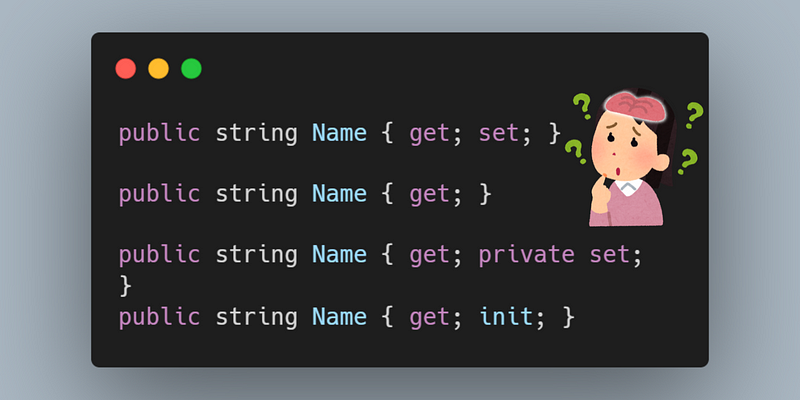 public string Name { get; set; }
public string Name { get; }
public string Name { get; private set;
}
public string Name { get; init; }